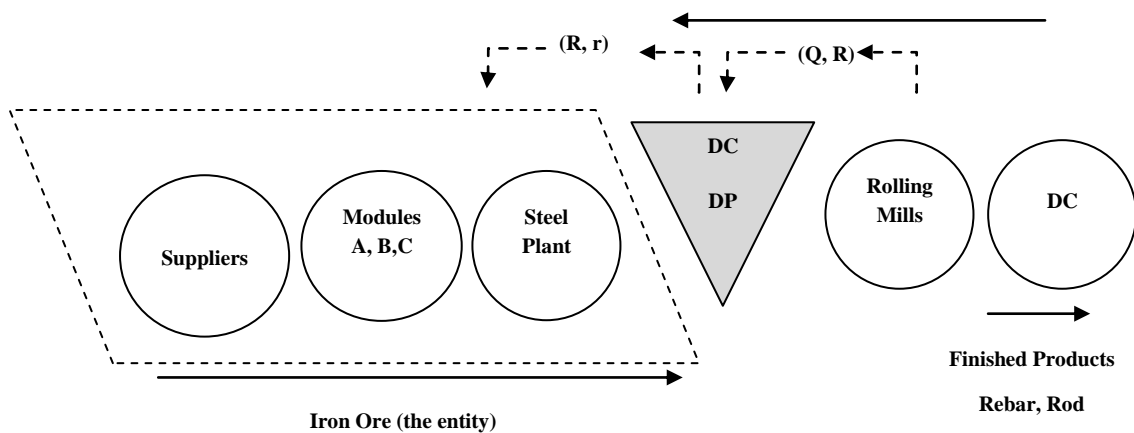 (R, r)
(Q, R)
DC
DP
Rolling
Mills
DC
Suppliers
Modules
A, B,C
Steel
Plant
Finished Products
Rebar, Rod
Iron Ore (the entity)